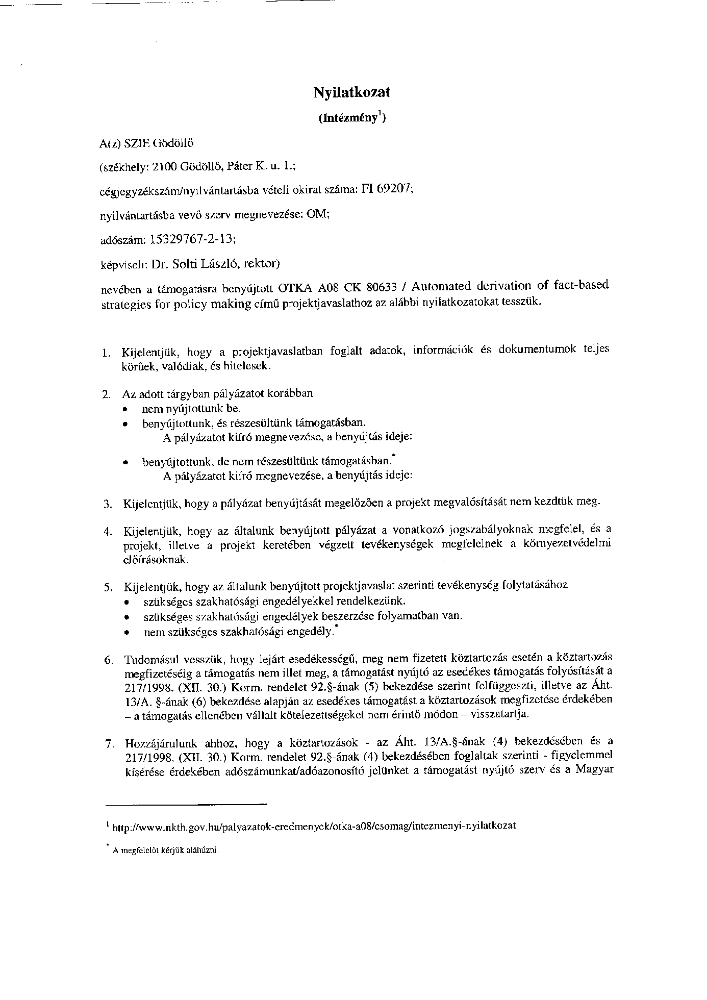 Nyilatkozat
(Intézmény¹)
A(z) SZIE Gödöllő
(székhely: 2100 Gödöllő, Páter K. u. 1.;
cégjegyzékszám/nyilvántartásba vételi okirat száma: FI 69207;
nyilvántartásba vevő szerv megnevezése: OM;
adószám: 15329767-2-13;
képviseli: Dr. Solti László, rektor)
nevében a támogatásra benyújtott OTKA A08 CK 80633 / Automated derivation of fact-based
strategies for policy making című projektjavaslathoz az alábbi nyilatkozatokat tesszük.
1. Kijelentjük, hogy a projektjavaslatban foglalt adatok, információk és dokumentumok teljes
körűek, valódiak, és hitelesek.
2. Az adott tárgyban pályázatot korábban
• nem nyújtottunk be.
• benyújtottunk, és részesültünk támogatásban.
A pályázatot kiíró megnevezése, a benyújtás ideje:
• benyújtottunk, de nem részesültünk támogatásban.*
A pályázatot kiíró megnevezése, a benyújtás ideje:
3. Kijelentjük, hogy a pályázat benyújtását megelőzően a projekt megvalósítását nem kezdtük meg.
4. Kijelentjük, hogy az általunk benyújtott pályázat a vonatkozó jogszabályoknak megfelel, és a
projekt, illetve a projekt keretében végzett tevékenységek megfelelnek a környezetvédelmi
előírásoknak.
5. Kijelentjük, hogy az általunk benyújtott projektjavaslat szerinti tevékenység folytatásához
• szükséges szakhatósági engedélyekkel rendelkezünk.
• szükséges szakhatósági engedélyek beszerzése folyamatban van.
• nem szükséges szakhatósági engedély.*
6. Tudomásul vesszük, hogy lejárt esedékességű, meg nem fizetett köztartozás esetén a köztartozás
megfizetéséig a támogatás nem illet meg, a támogatást nyújtó az esedékes támogatás folyósítását a
217/1998. (XII. 30.) Korm. rendelet 92.§-ának (5) bekezdése szerint felfüggeszti, illetve az Áht.
13/A. §-ának (6) bekezdése alapján az esedékes támogatást a köztartozások megfizetése érdekében
– a támogatás ellenében vállalt kötelezettségeket nem érintő módon – visszatartja.
7. Hozzájárulunk ahhoz, hogy a köztartozások - az Áht. 13/A.§-ának (4) bekezdésében és a
217/1998. (XII. 30.) Korm. rendelet 92.§-ának (4) bekezdésében foglaltak szerinti - figyelemmel
kísérése érdekében adószámunkat/adóazonosító jelünket a támogatást nyújtó szerv és a Magyar
¹ http://www.nkth.gov.hu/palyazatok-eredmenyek/otka-a08/csomag/intezmenyi-nyilatkozat
* A megfelelőt kérjük aláhúzni.